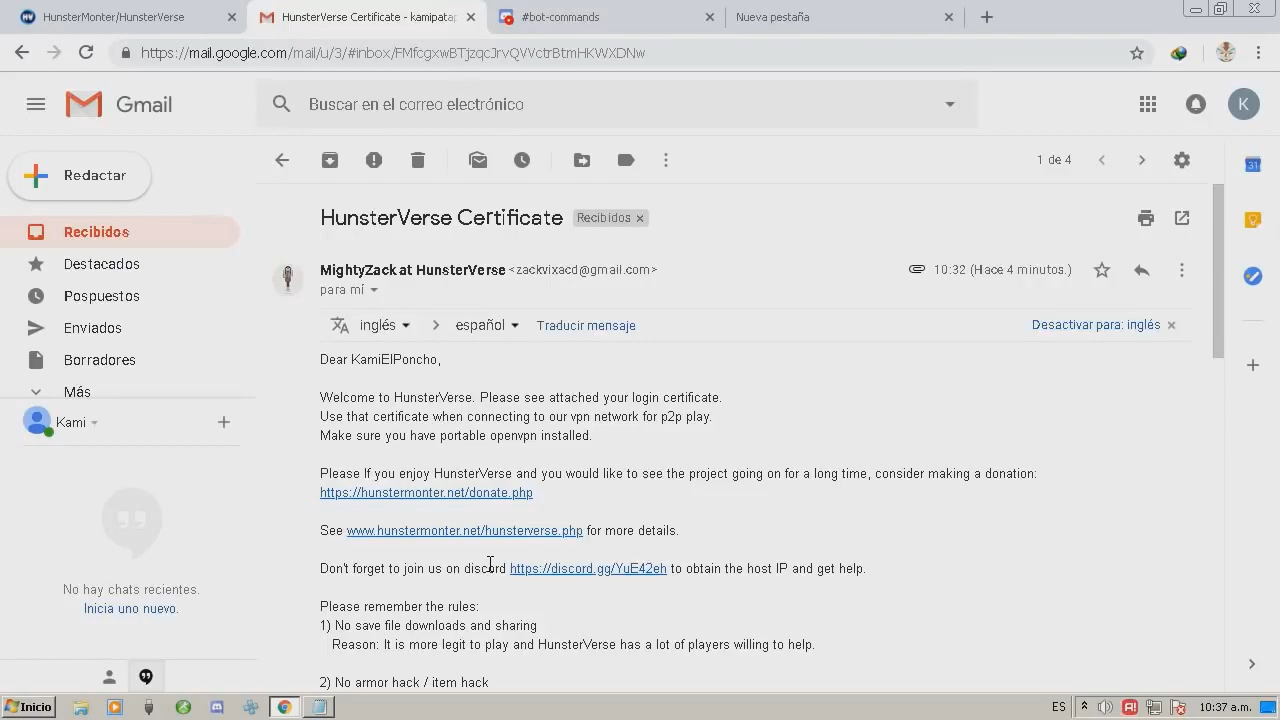 HunsterMonter/HunsterVerse
HunsterVerse Certificate - kamipatap
#bot-commands
Nueva pestaña
https://mail.google.com/mail/u/3/#inbox/FMfcgxwBTjzqcJrvQVVctrBtmHKWXDNw
Gmail
Buscar en el correo electrónico
K
Redactar
1 de 4
31
Recibidos
Destacados
Pospuestos
Enviados
Borradores
Más
Kami
No hay chats recientes.
Inicia uno nuevo.
HunsterVerse Certificate Recibidos
MightyZack at HunsterVerse <zackvixacd@gmail.com>
10:32 (Hace 4 minutos.)
para mí
inglés español Traducir mensaje
Desactivar para: inglés
Dear KamiElPoncho,
Welcome to HunsterVerse. Please see attached your login certificate.
Use that certificate when connecting to our vpn network for p2p play.
Make sure you have portable openvpn installed.
Please If you enjoy HunsterVerse and you would like to see the project going on for a long time, consider making a donation:
https://hunstermonter.net/donate.php
See www.hunstermonter.net/hunsterverse.php for more details.
Don't forget to join us on discord https://discord.gg/YuE42eh to obtain the host IP and get help.
Please remember the rules:
1) No save file downloads and sharing
Reason: It is more legit to play and HunsterVerse has a lot of players willing to help.
2) No armor hack / item hack
Inicio
ES
10:37 a.m.